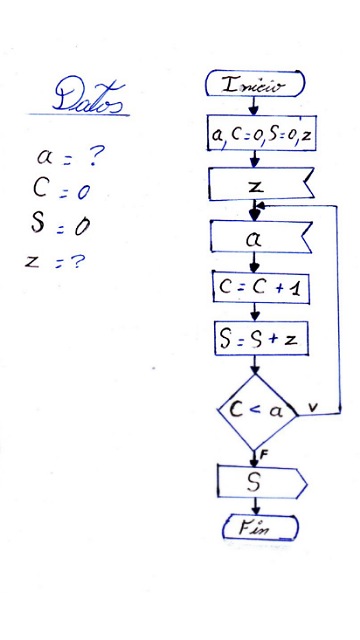 Datos
a = ?
C = 0
S = 0
z = ?
Inicio
a, C=0, S=0, z
z
a
C = C + 1
S = S + z
C < a
V
F
S
Fin